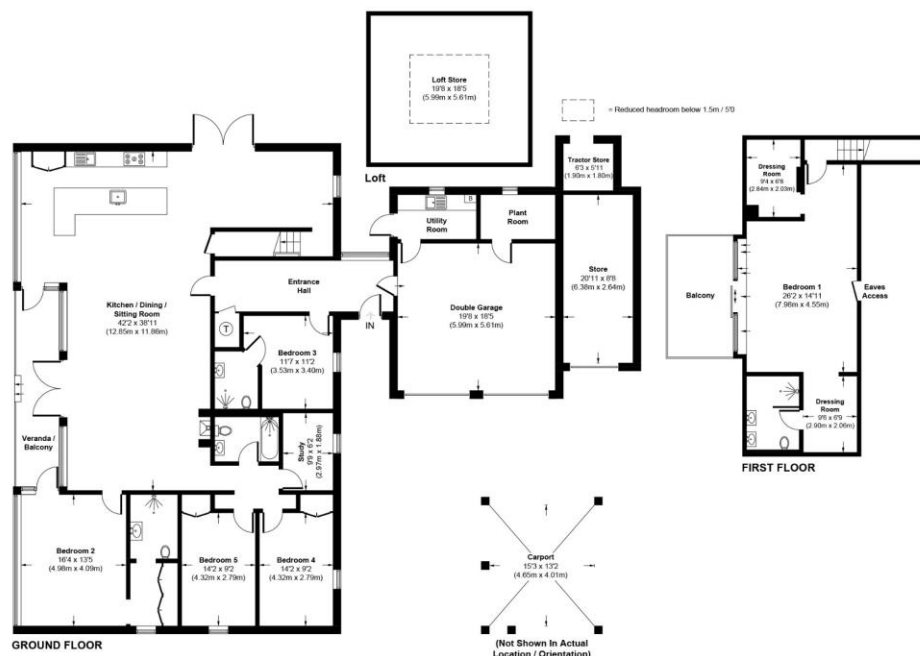 Loft Store
19'8 x 18'5
(5.99m x 5.61m)
Loft
= Reduced headroom below 1.5m / 5'0
Tractor Store
6'3 x 5'11
(1.90m x 1.80m)
Utility
Room
B
Plant
Room
Store
20'11 x 8'8
(6.38m x 2.64m)
Double Garage
19'8 x 18'5
(5.99m x 5.61m)
Entrance
Hall
IN
Kitchen / Dining /
Sitting Room
42'2 x 38'11
(12.85m x 11.86m)
T
Bedroom 3
11'7 x 11'2
(3.53m x 3.40m)
Veranda /
Balcony
Study
9'9 x 6'2
(2.97m x 1.88m)
Bedroom 2
16'4 x 13'5
(4.98m x 4.09m)
Bedroom 5
14'2 x 9'2
(4.32m x 2.79m)
Bedroom 4
14'2 x 9'2
(4.32m x 2.79m)
GROUND FLOOR
Carport
15'3 x 13'2
(4.65m x 4.01m)
(Not Shown In Actual
Location / Orientation)
Dressing
Room
9'4 x 6'8
(2.84m x 2.03m)
Balcony
Bedroom 1
26'2 x 14'11
(7.98m x 4.55m)
Eaves
Access
Dressing
Room
9'6 x 6'9
(2.90m x 2.06m)
FIRST FLOOR